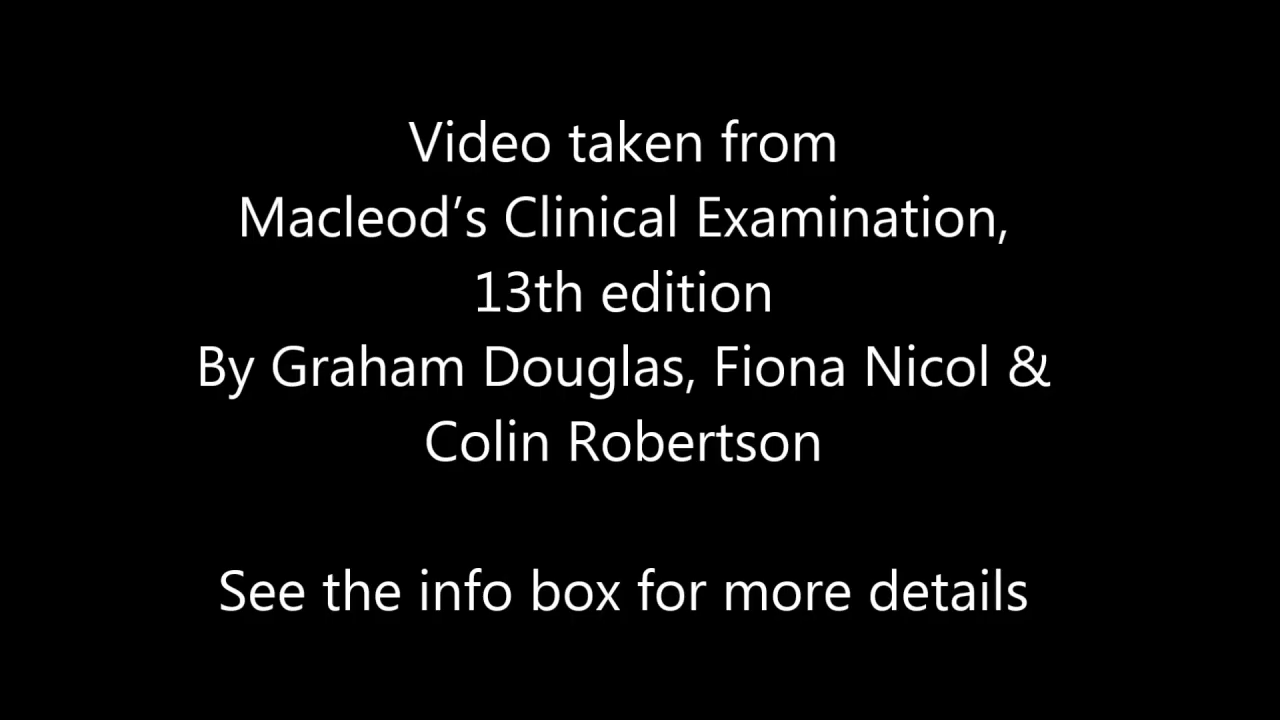 Video taken from
Macleod’s Clinical Examination,
13th edition
By Graham Douglas, Fiona Nicol &
Colin Robertson
See the info box for more details